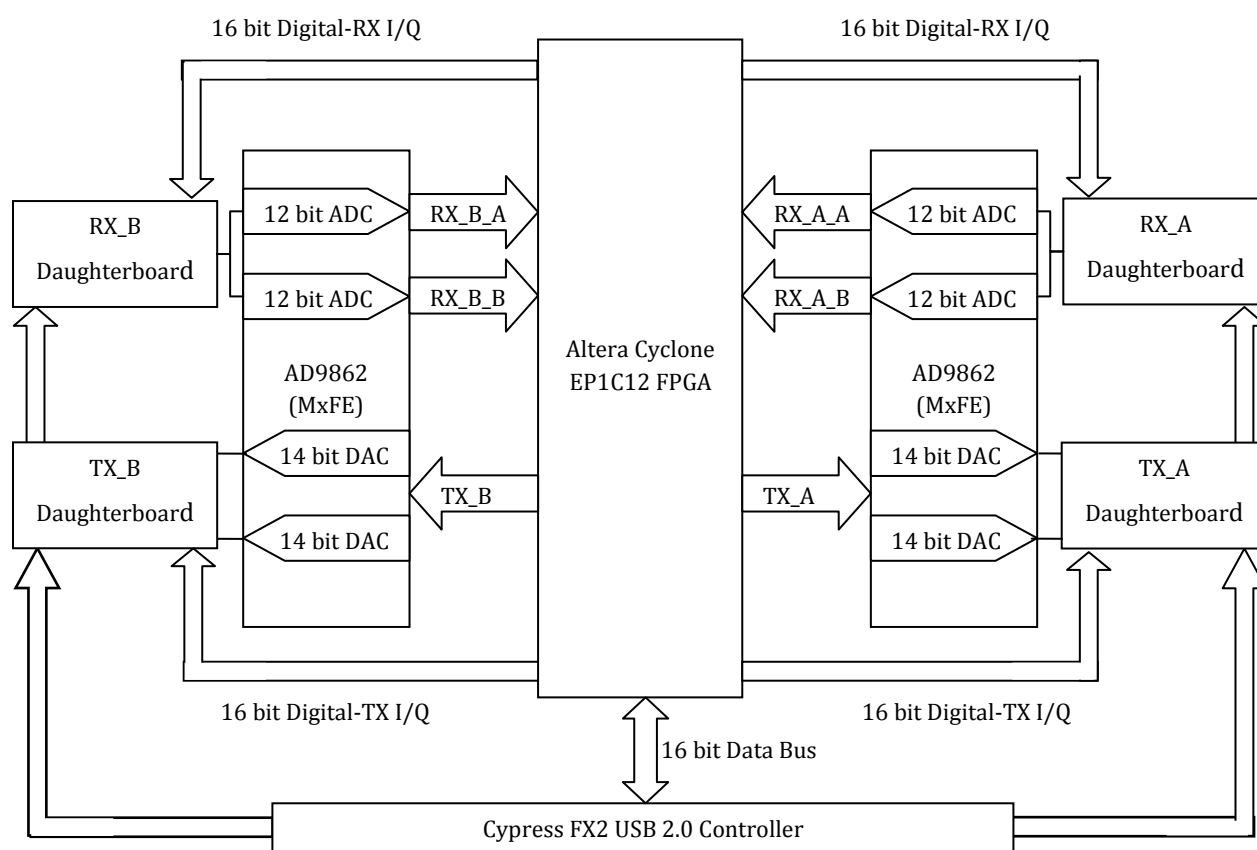 16 bit Digital-RX I/Q
16 bit Digital-RX I/Q
RX_B
Daughterboard
12 bit ADC
RX_B_A
12 bit ADC
RX_B_B
RX_A_A
12 bit ADC
RX_A_B
12 bit ADC
RX_A
Daughterboard
Altera Cyclone
EP1C12 FPGA
AD9862
(MxFE)
AD9862
(MxFE)
TX_B
Daughterboard
14 bit DAC
14 bit DAC
TX_B
TX_A
14 bit DAC
14 bit DAC
TX_A
Daughterboard
16 bit Digital-TX I/Q
16 bit Digital-TX I/Q
16 bit Data Bus
Cypress FX2 USB 2.0 Controller